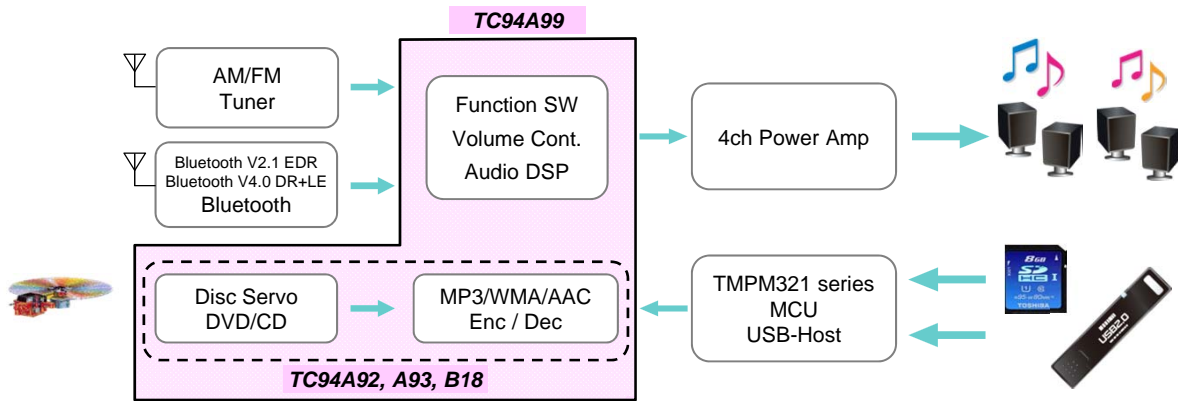 TC94A99
AM/FM
Tuner
Function SW
Volume Cont.
Audio DSP
4ch Power Amp
Bluetooth V2.1 EDR
Bluetooth V4.0 DR+LE
Bluetooth
Disc Servo
DVD/CD
MP3/WMA/AAC
Enc / Dec
TMPM321 series
MCU
USB-Host
8GB
SD
HC I
TOSHIBA
USB2.0
TC94A92, A93, B18